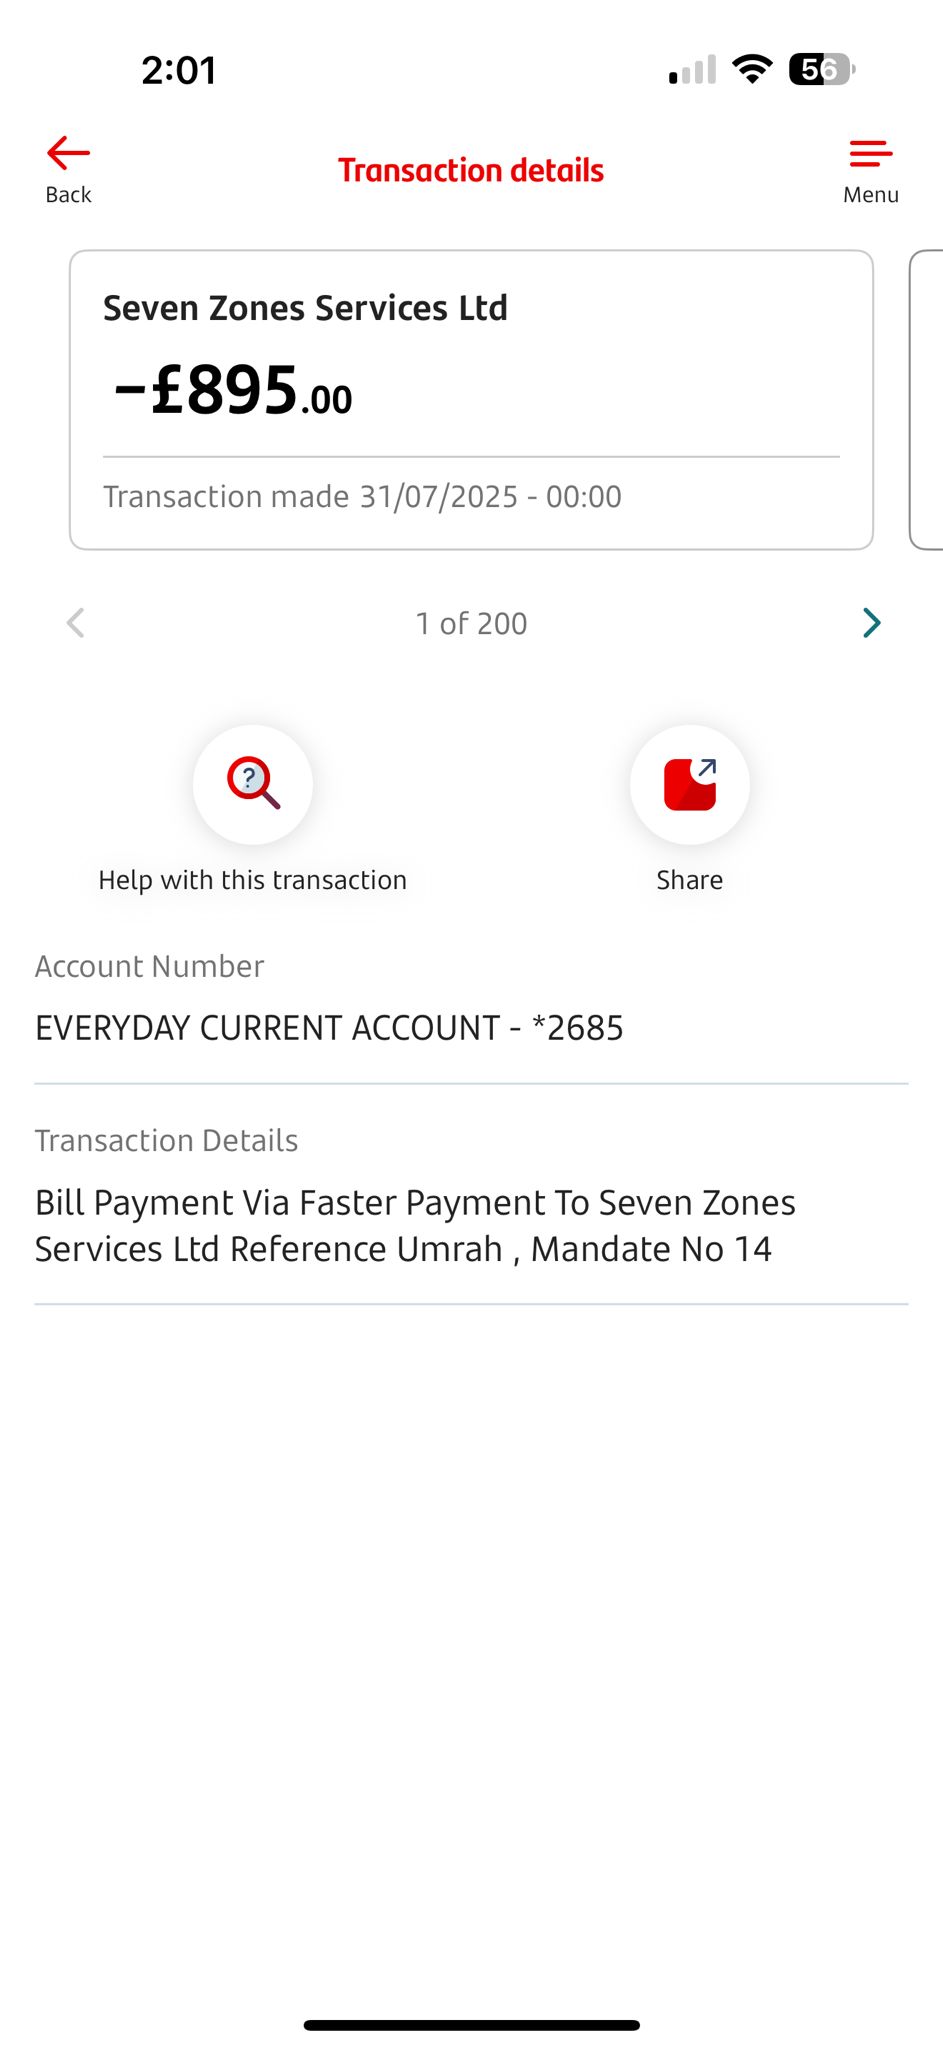 2:01
56
Back
Transaction details
Menu
Seven Zones Services Ltd
-£895.00
Transaction made 31/07/2025 - 00:00
1 of 200
?
Help with this transaction
Share
Account Number
EVERYDAY CURRENT ACCOUNT - *2685
Transaction Details
Bill Payment Via Faster Payment To Seven Zones
Services Ltd Reference Umrah , Mandate No 14